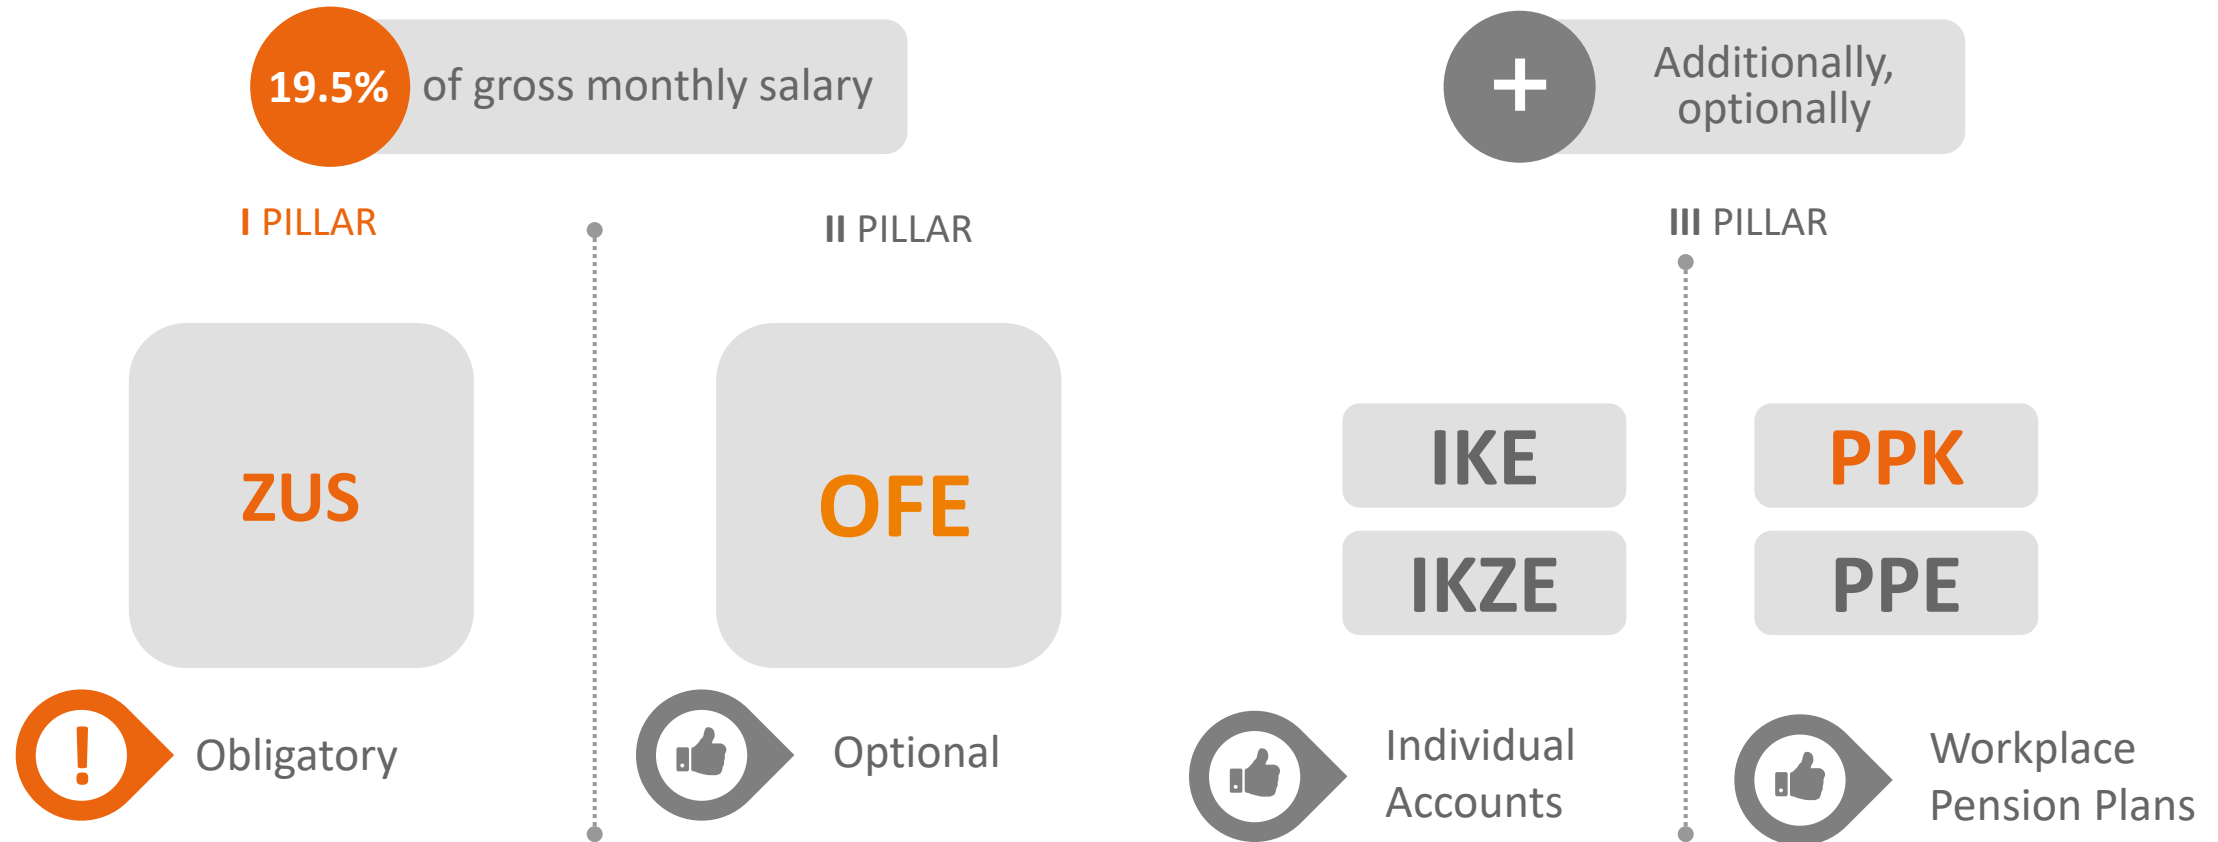 19.5% of gross monthly salary
I PILLAR
II PILLAR
ZUS
OFE
! Obligatory
Optional
+ Additionally,
optionally
III PILLAR
IKE
PPK
IKZE
PPE
Individual
Accounts
Workplace
Pension Plans